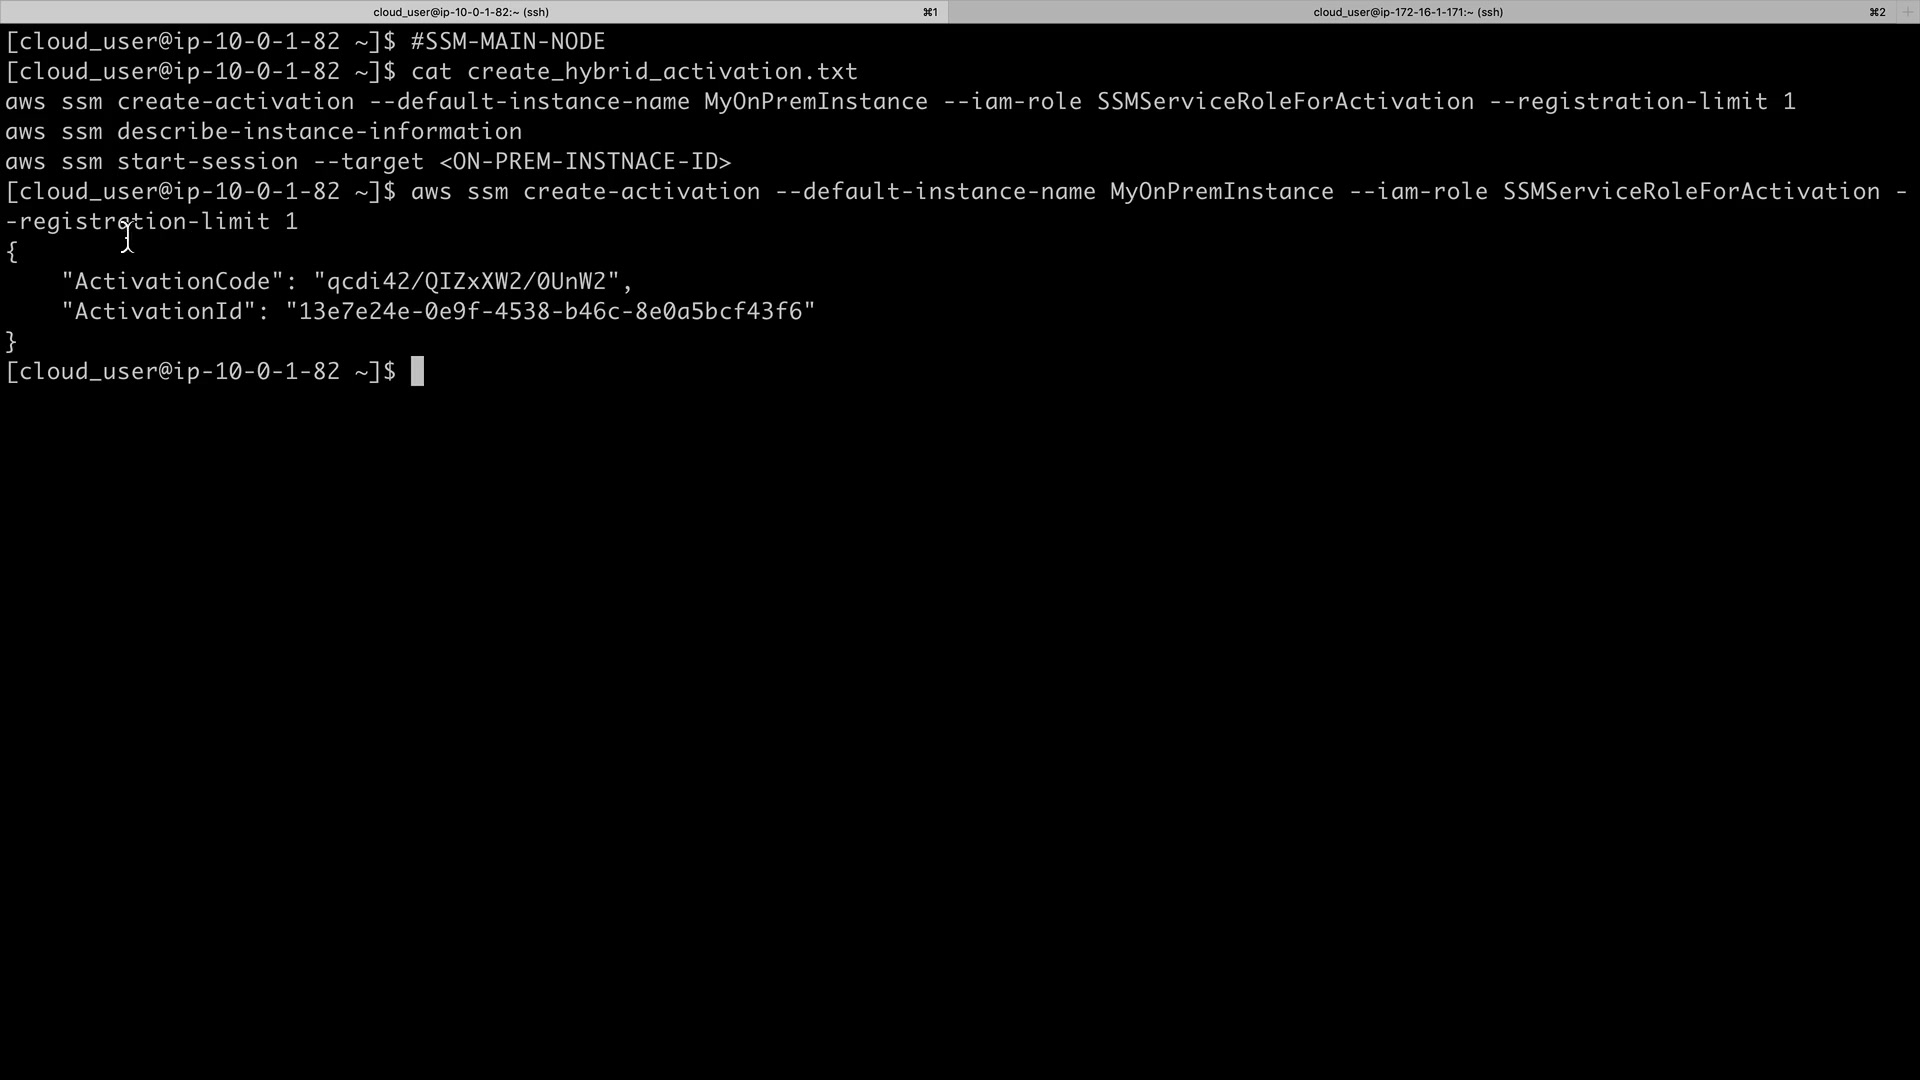 cloud_user@ip-10-0-1-82:~ (ssh) ⌘1 cloud_user@ip-172-16-1-171:~ (ssh) ⌘2 +
[cloud_user@ip-10-0-1-82 ~]$ #SSM-MAIN-NODE
[cloud_user@ip-10-0-1-82 ~]$ cat create_hybrid_activation.txt
aws ssm create-activation --default-instance-name MyOnPremInstance --iam-role SSMServiceRoleForActivation --registration-limit 1
aws ssm describe-instance-information
aws ssm start-session --target <ON-PREM-INSTNACE-ID>
[cloud_user@ip-10-0-1-82 ~]$ aws ssm create-activation --default-instance-name MyOnPremInstance --iam-role SSMServiceRoleForActivation -
-registration-limit 1
{
    "ActivationCode": "qcdi42/QIZxXW2/0UnW2",
    "ActivationId": "13e7e24e-0e9f-4538-b46c-8e0a5bcf43f6"
}
[cloud_user@ip-10-0-1-82 ~]$